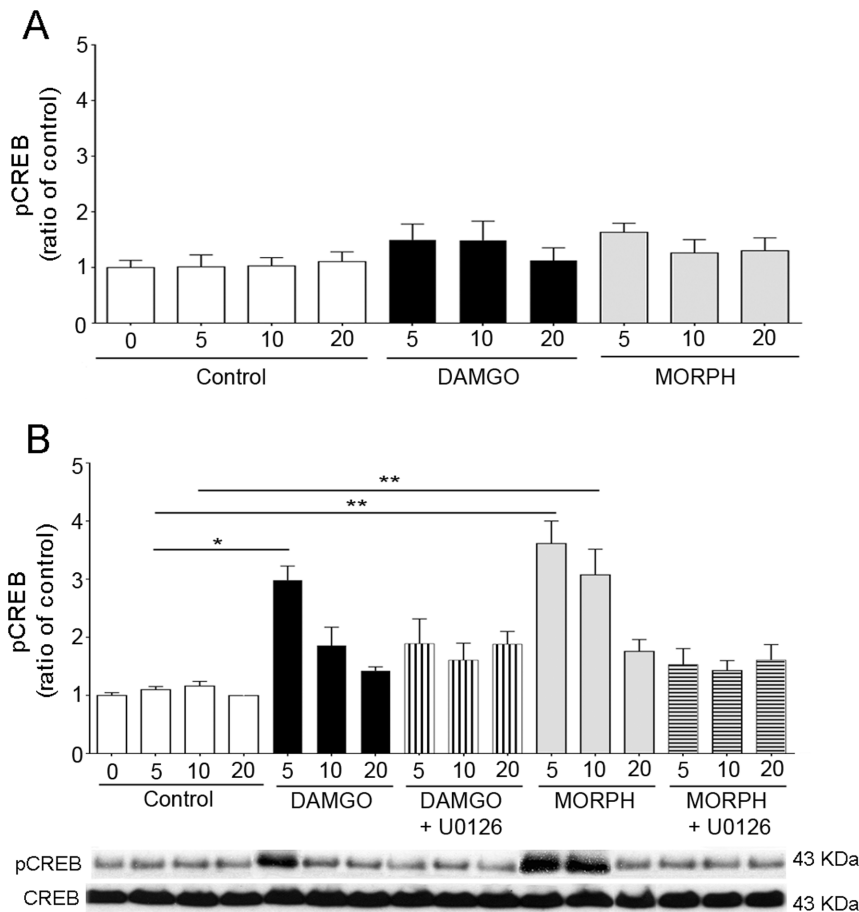 A
5
4
3
2
1
0
pCREB
(ratio of control)
0 5 10 20 5 10 20 5 10 20
Control DAMGO MORPH
B
5
4
3
2
1
0
pCREB
(ratio of control)
**
**
*
0 5 10 20 5 10 20 5 10 20 5 10 20 5 10 20
Control DAMGO DAMGO MORPH MORPH
+ U0126 + U0126
pCREB 43 KDa
CREB 43 KDa